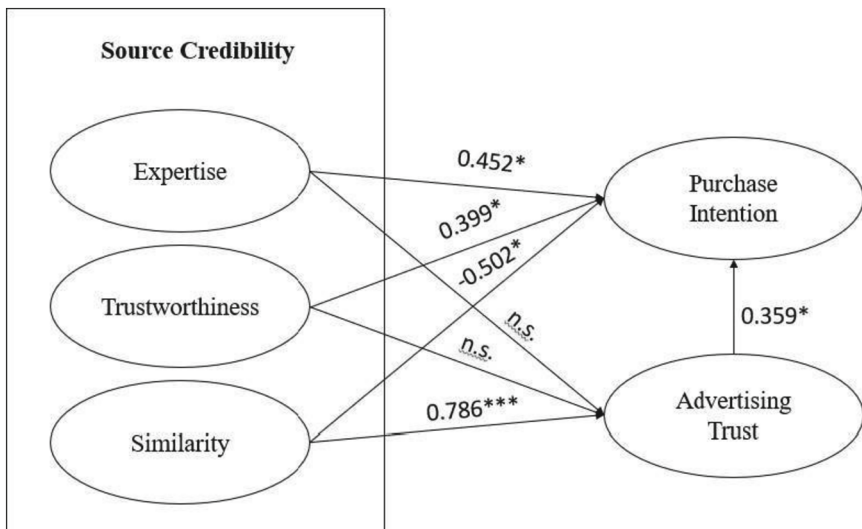 Source Credibility
Expertise
Trustworthiness
Similarity
0.452*
0.399*
-0.502*
n.s.
n.s.
0.786***
Purchase
Intention
0.359*
Advertising
Trust